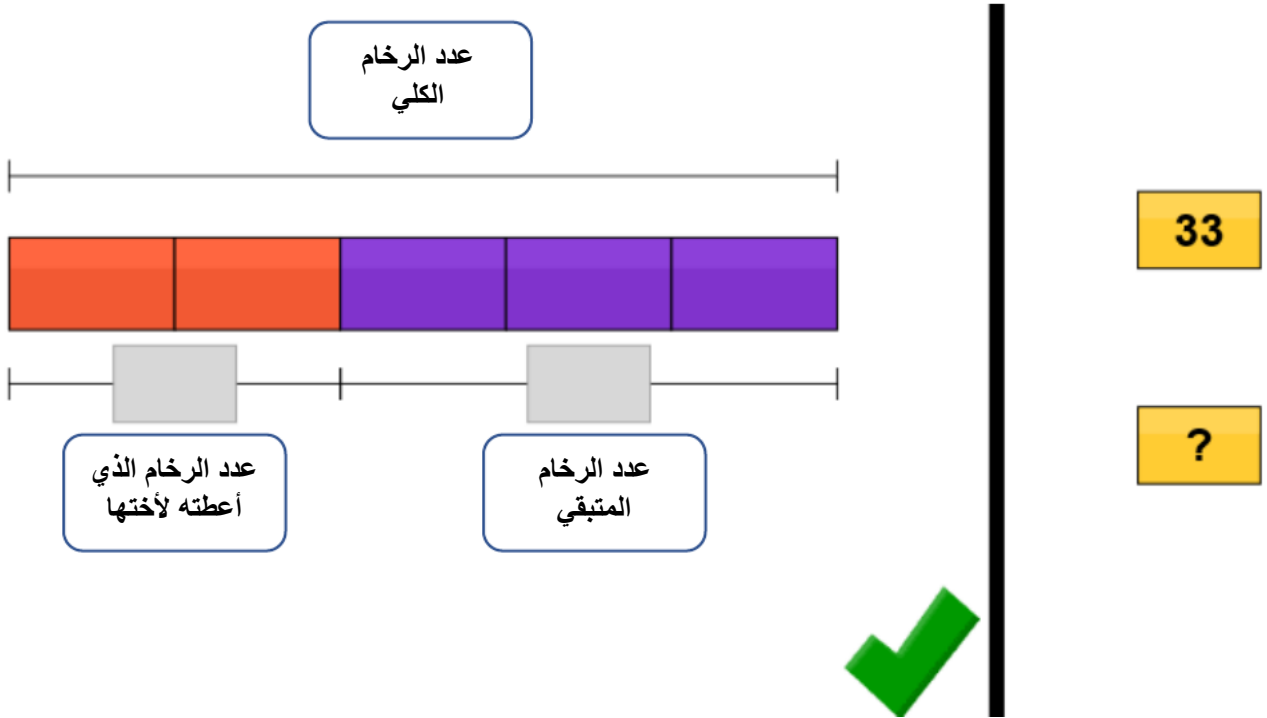 عدد الرخام
الكلي
33
?
عدد الرخام الذي
أعطته لأختها
عدد الرخام
المتبقي